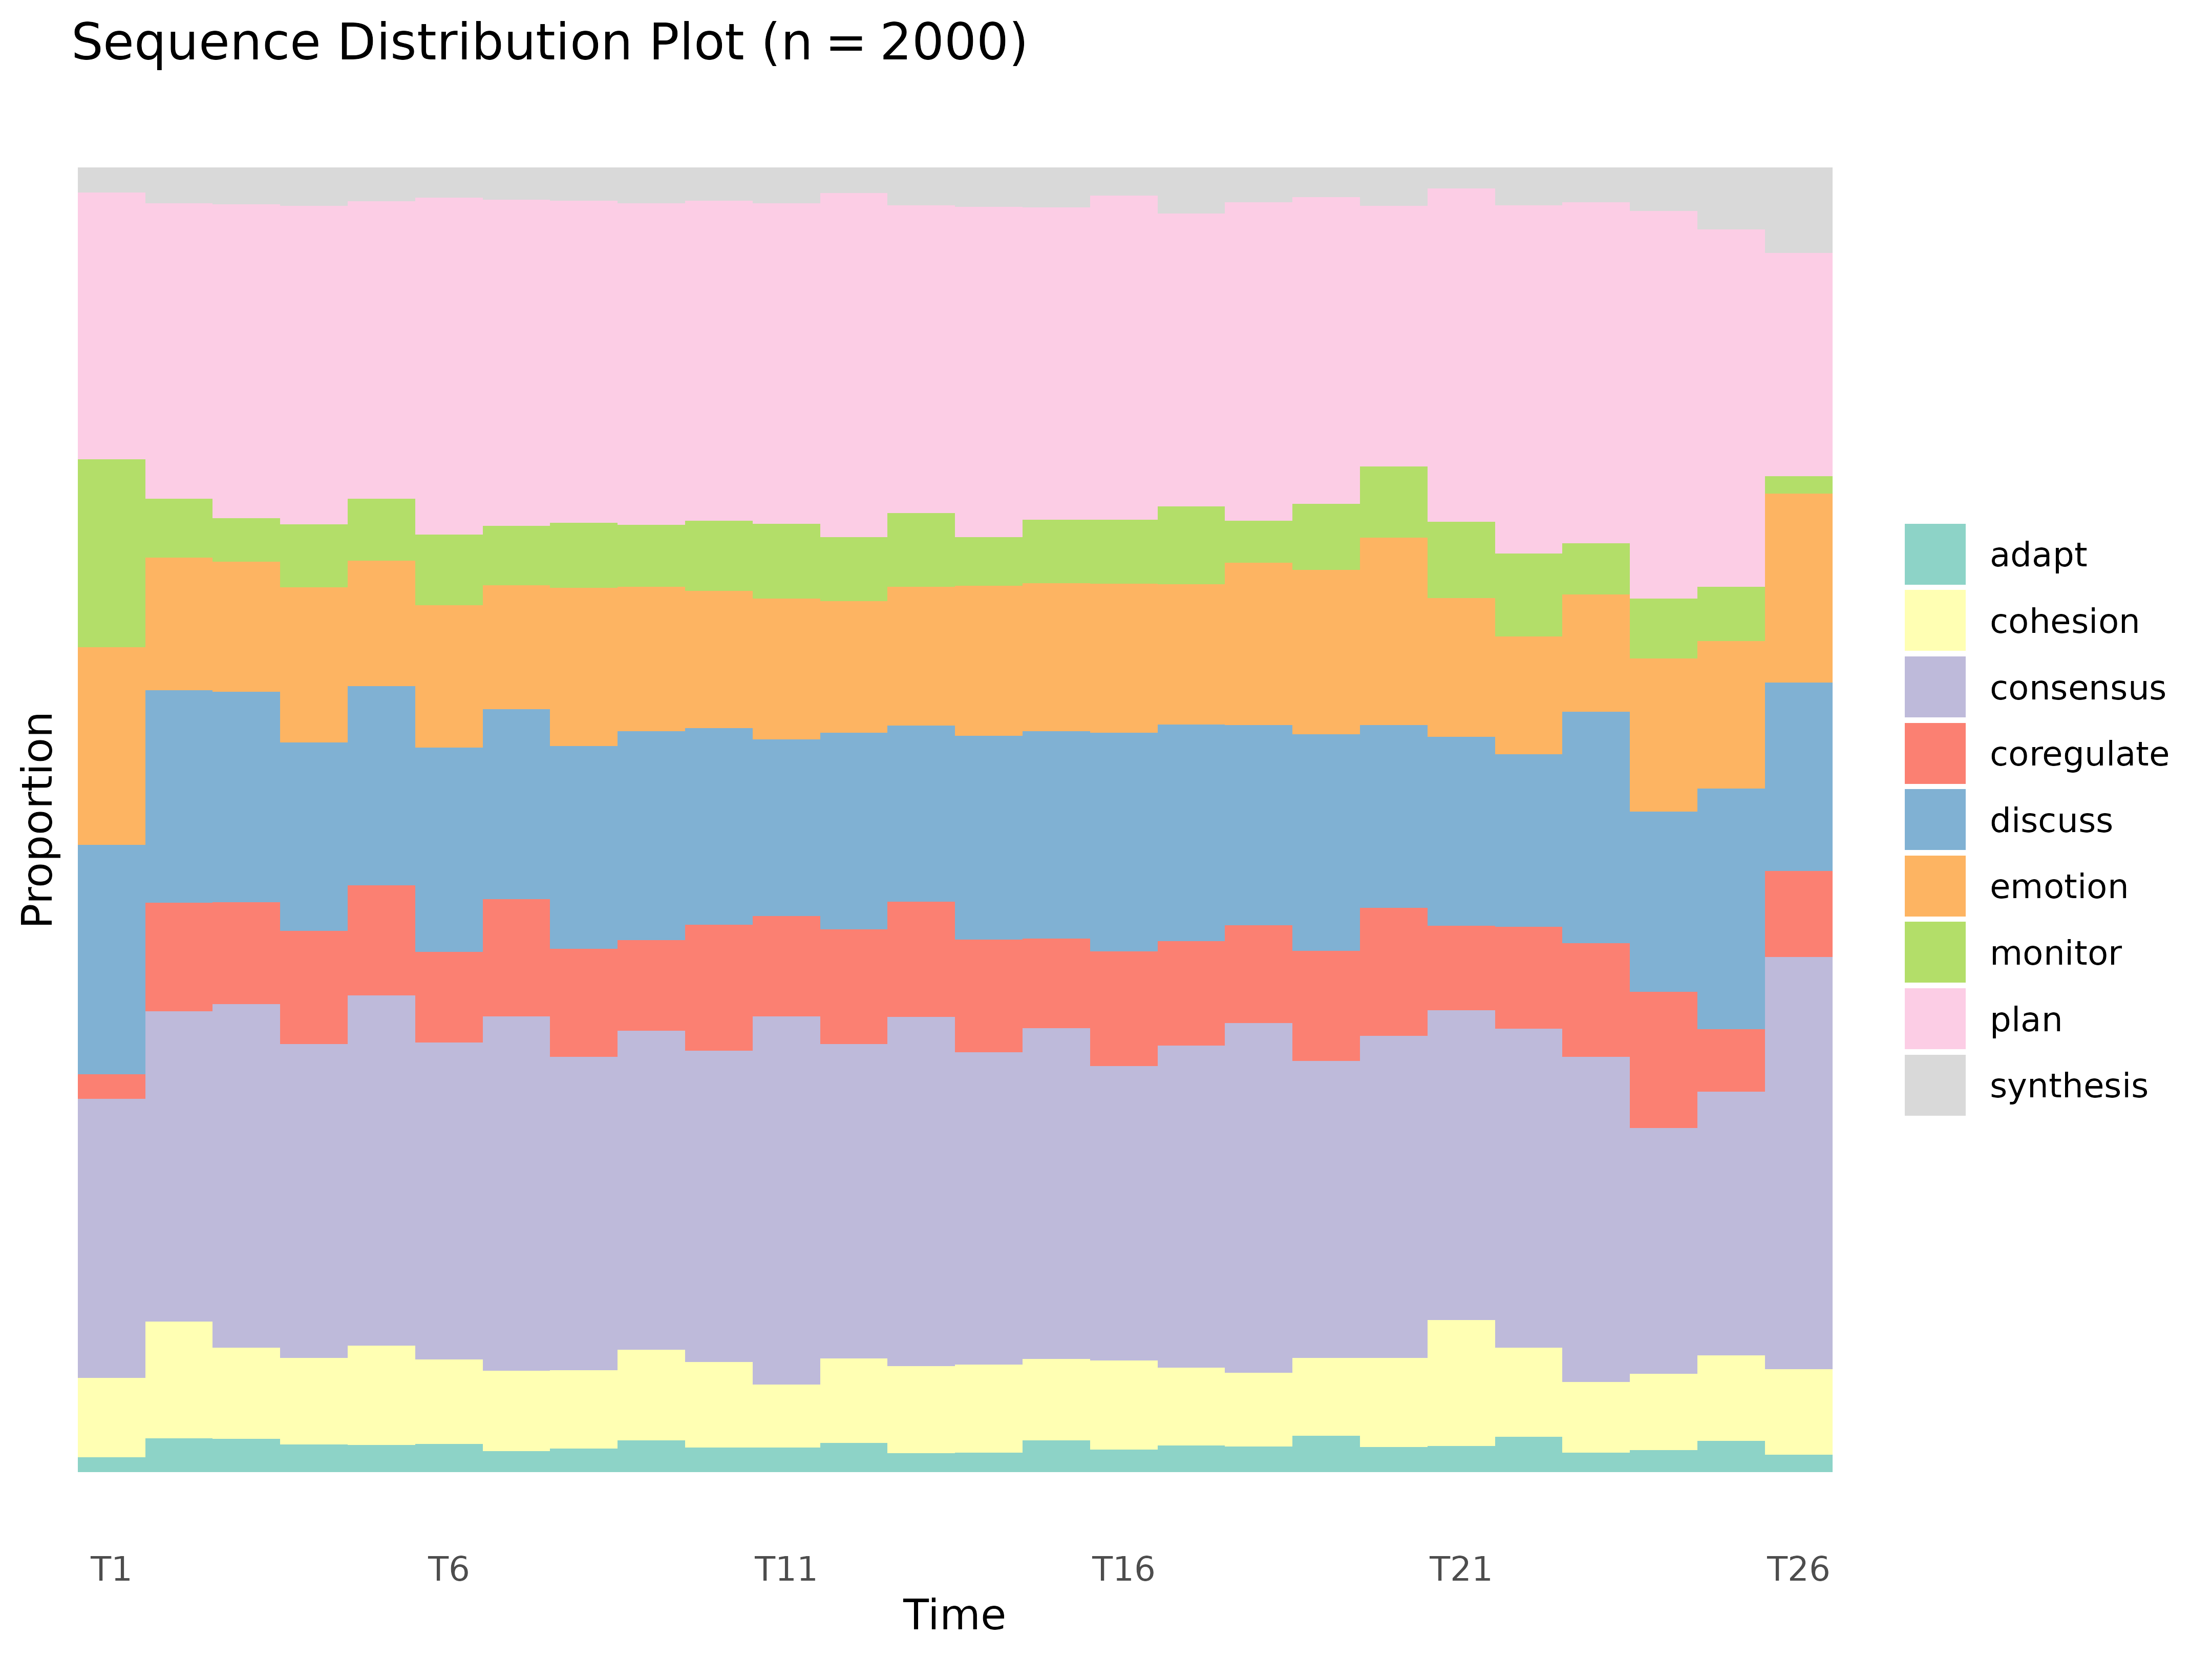 Sequence Distribution Plot (n = 2000)
Proportion
adapt
cohesion
consensus
coregulate
discuss
emotion
monitor
plan
synthesis
T1 T6 T11 T16 T21 T26
Time